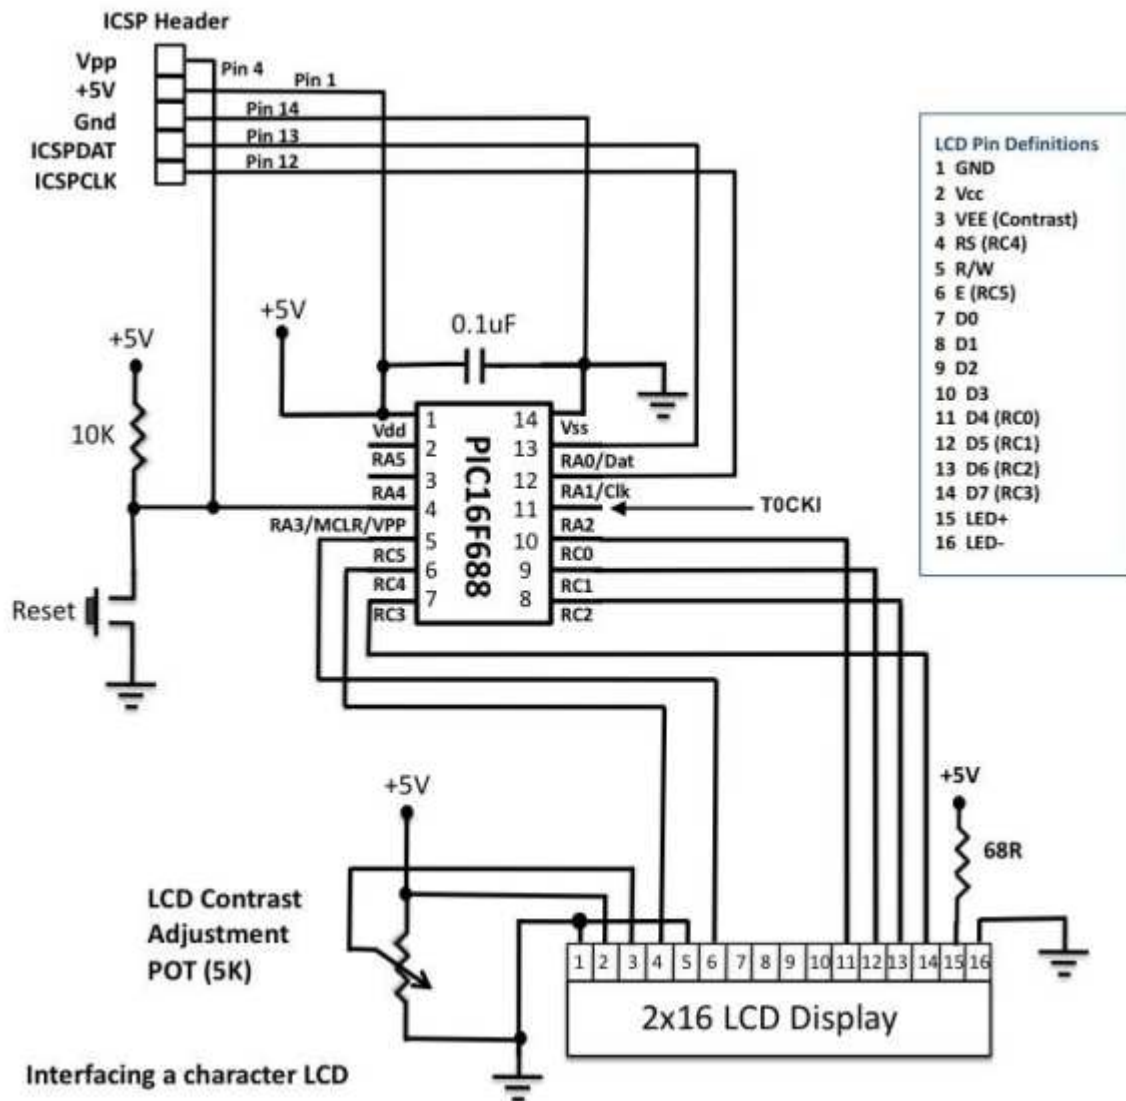 ICSP Header
Vpp
+5V
Gnd
ICSPDAT
ICSPCLK
Pin 4
Pin 1
Pin 14
Pin 13
Pin 12
LCD Pin Definitions
1 GND
2 Vcc
3 VEE (Contrast)
4 RS (RC4)
5 R/W
6 E (RC5)
7 D0
8 D1
9 D2
10 D3
11 D4 (RC0)
12 D5 (RC1)
13 D6 (RC2)
14 D7 (RC3)
15 LED+
16 LED-
+5V
0.1uF
+5V
10K
Reset
Vdd
RA5
RA4
RA3/MCLR/VPP
RC5
RC4
RC3
1
2
3
4
5
6
7
PIC16F688
14
13
12
11
10
9
8
Vss
RA0/Dat
RA1/Clk
RA2
RC0
RC1
RC2
T0CKI
+5V
LCD Contrast
Adjustment
POT (5K)
+5V
68R
1 2 3 4 5 6 7 8 9 10 11 12 13 14 15 16
2x16 LCD Display
Interfacing a character LCD